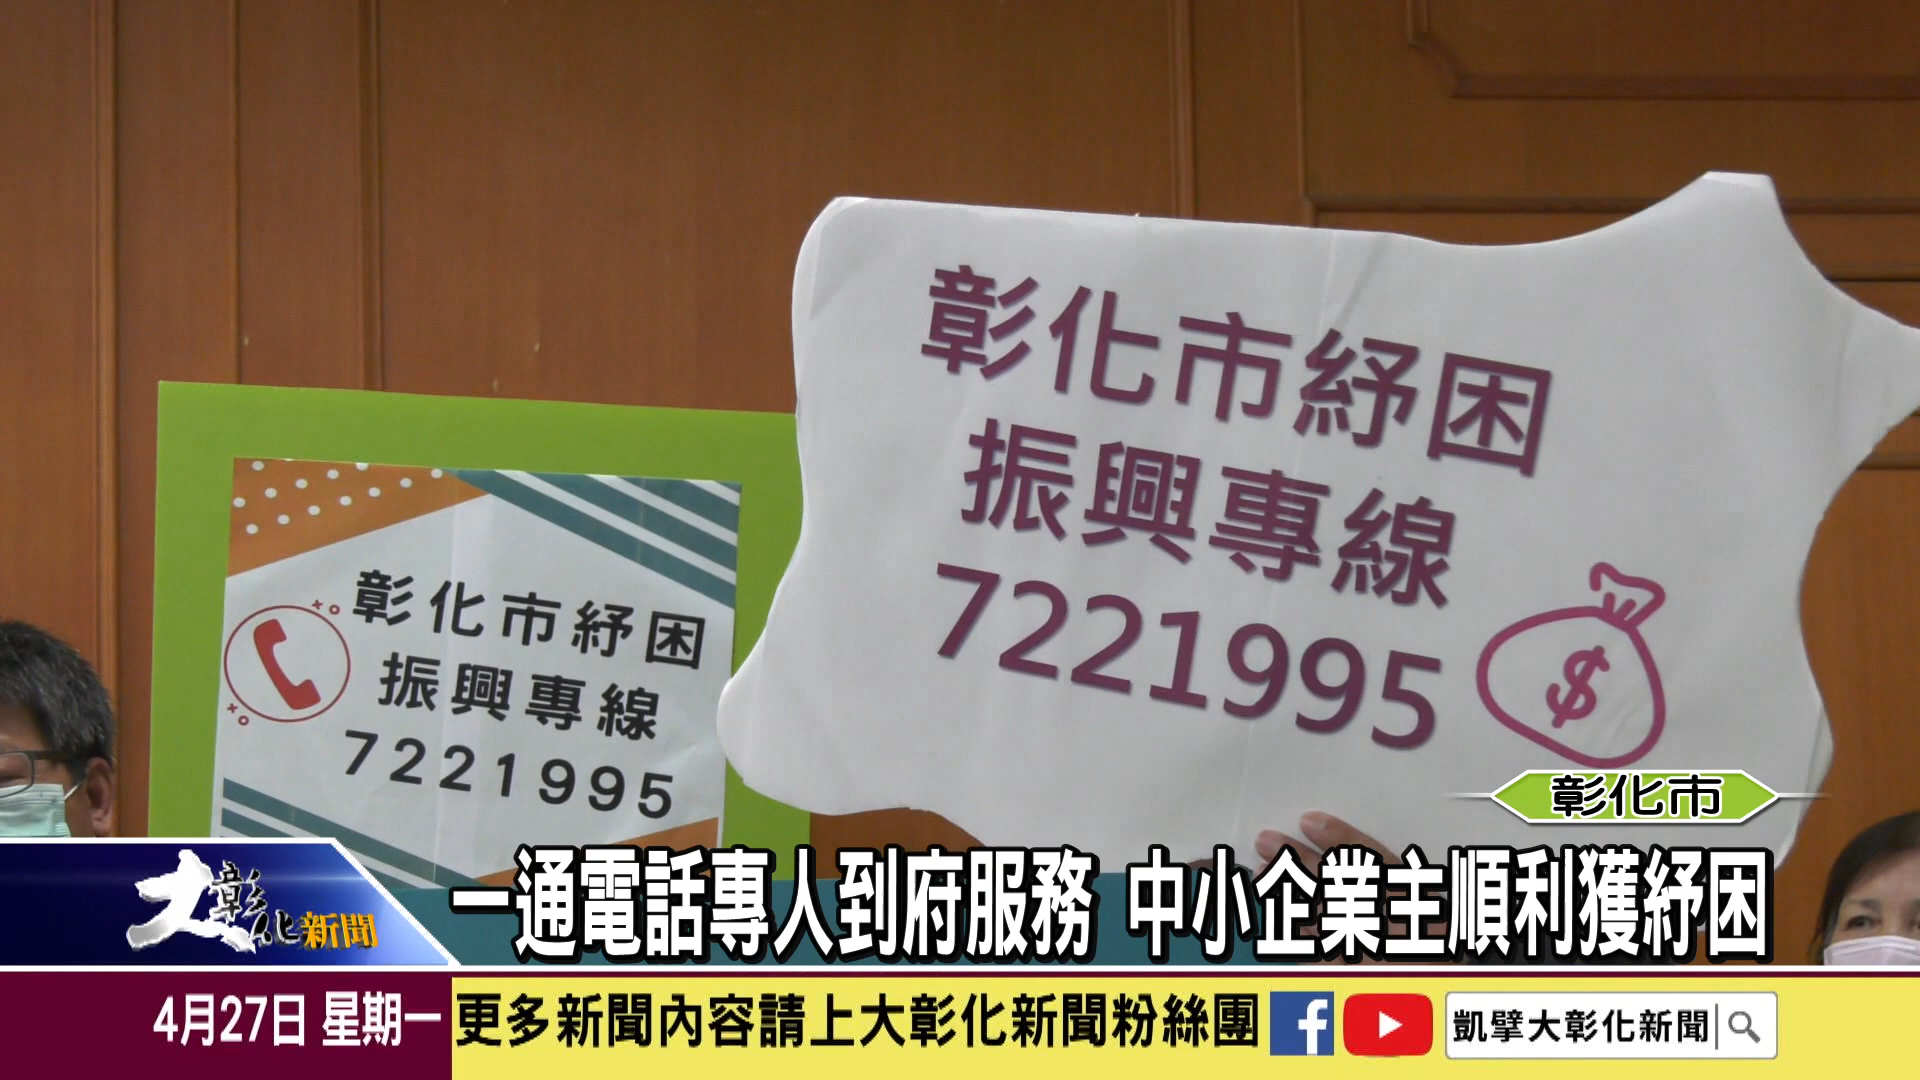 彰化市紓困
振興專線
7221995
彰化市紓困
振興專線
7221995
$
彰化市
大彰化新聞
一通電話專人到府服務 中小企業主順利獲紓困
4月27日 星期一
更多新聞內容請上大彰化新聞粉絲團
f
凱擘大彰化新聞